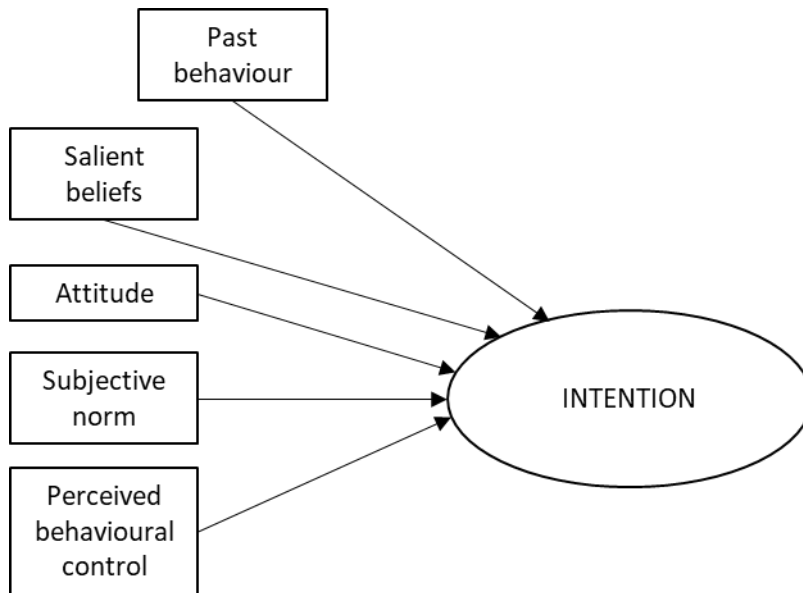 Past
behaviour
Salient
beliefs
Attitude
Subjective
norm
INTENTION
Perceived
behavioural
control